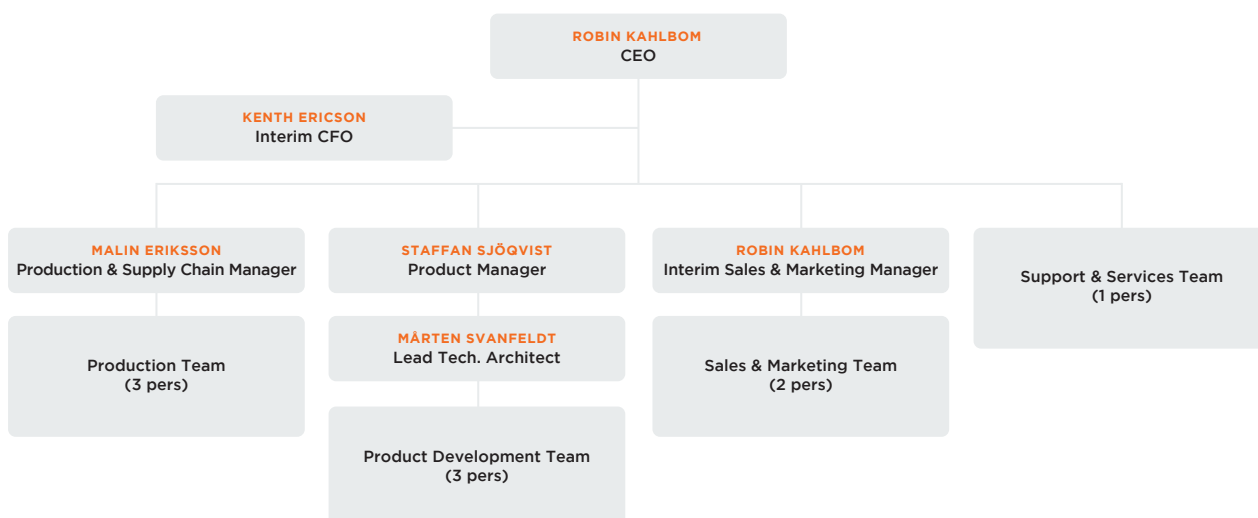 ROBIN KAHLBOM
CEO
KENTH ERICSON
Interim CFO
MALIN ERIKSSON
Production & Supply Chain Manager
STAFFAN SJÖQVIST
Product Manager
ROBIN KAHLBOM
Interim Sales & Marketing Manager
Support & Services Team
(1 pers)
Production Team
(3 pers)
MÅRTEN SVANFELDT
Lead Tech. Architect
Sales & Marketing Team
(2 pers)
Product Development Team
(3 pers)